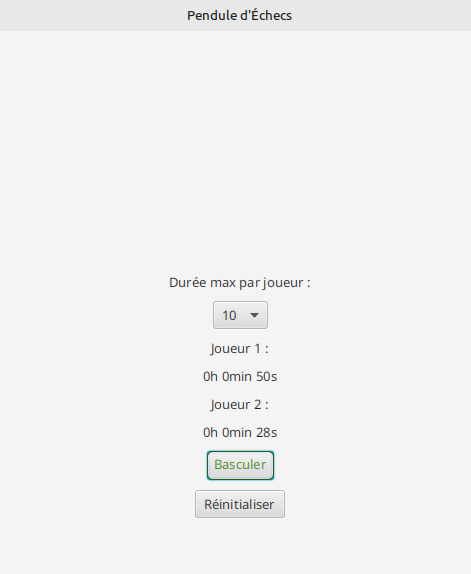 Pendule d'Échecs
Durée max par joueur :
10
Joueur 1 :
0h 0min 50s
Joueur 2 :
0h 0min 28s
Basculer
Réinitialiser